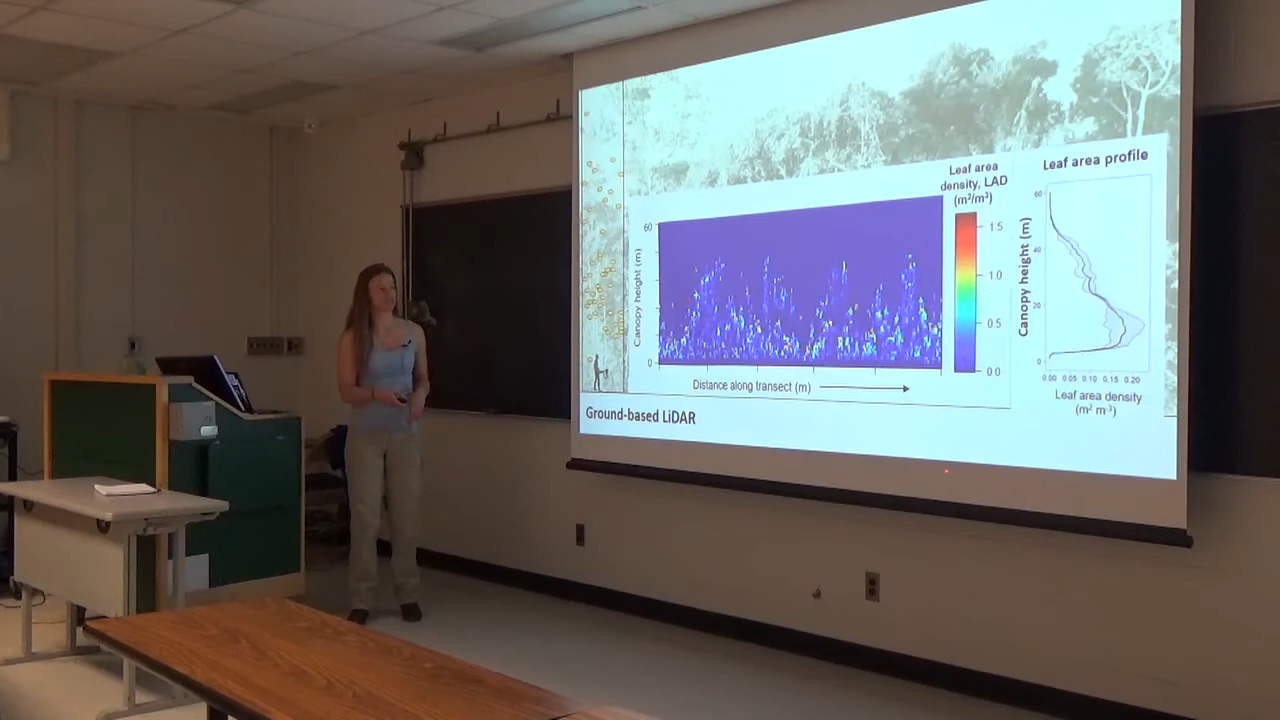 Leaf area
density, LAD
(m²/m³)
60
Canopy height (m)
0
1.5
1.0
0.5
0.0
Distance along transect (m)
Leaf area profile
Canopy height (m)
60
40
20
0
0.00 0.05 0.10 0.15 0.20
Leaf area density
(m² m³)
Ground-based LiDAR